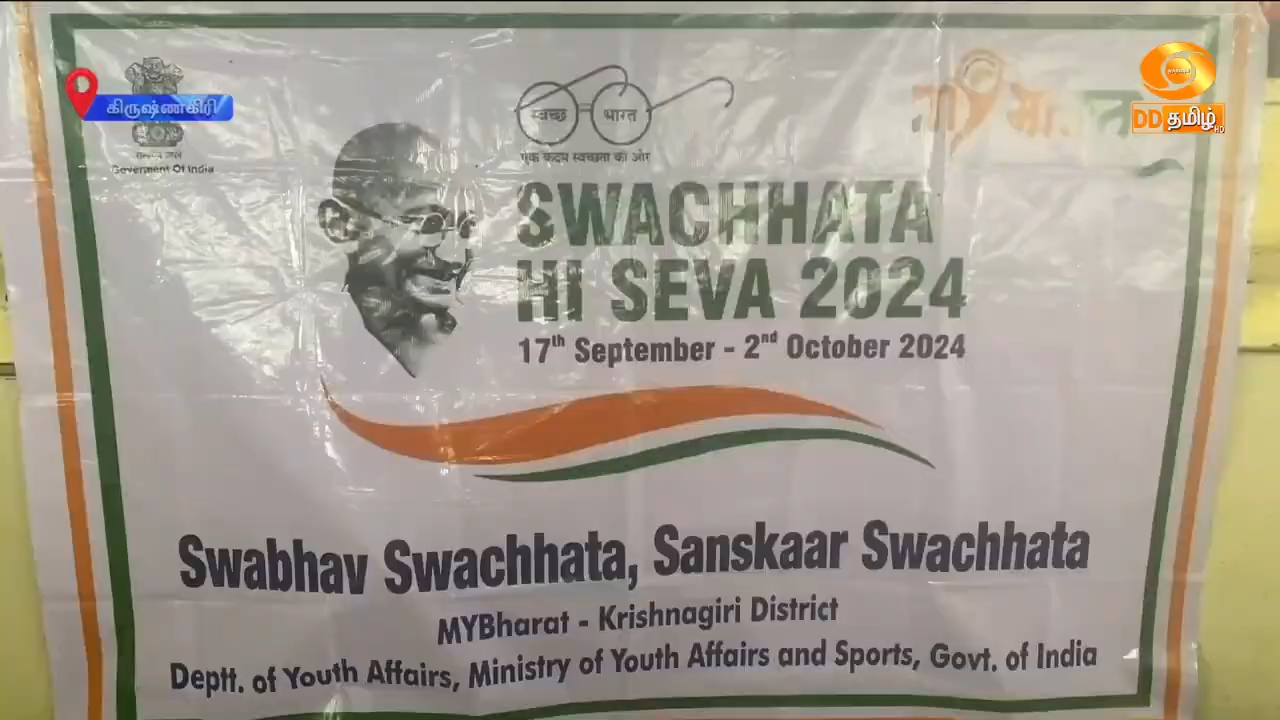 கிருஷ்ணகிரி
Goverment Of India
स्वच्छ भारत
एक कदम स्वच्छता की ओर
DD தமிழ் HD
SWACHHATA
HI SEVA 2024
17th September - 2nd October 2024
Swabhav Swachhata, Sanskaar Swachhata
MYBharat - Krishnagiri District
Deptt. of Youth Affairs, Ministry of Youth Affairs and Sports, Govt. of India